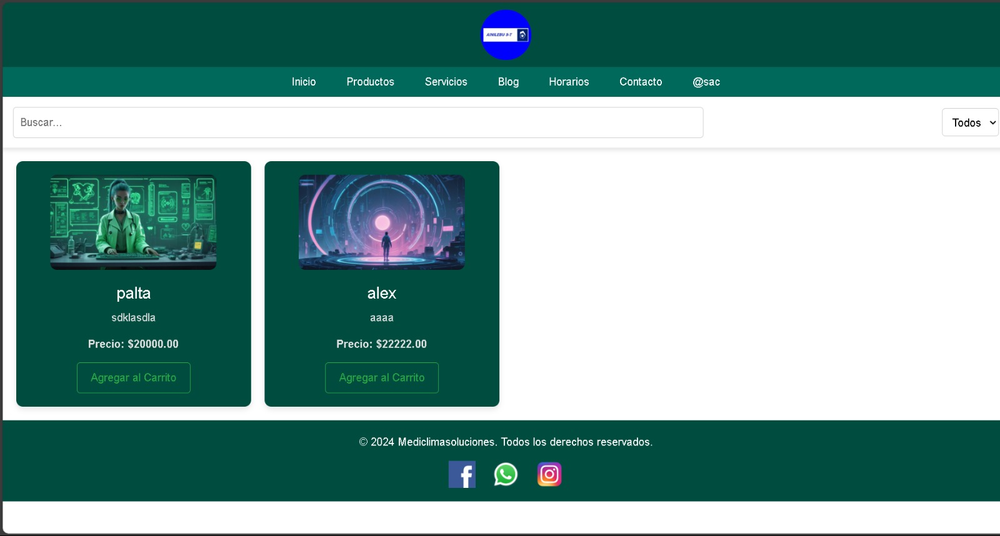 AINILEBU S-T
Inicio Productos Servicios Blog Horarios Contacto @sac
Buscar...
Todos
palta
sdklasdla
Precio: $20000.00
Agregar al Carrito
alex
aaaa
Precio: $22222.00
Agregar al Carrito
© 2024 Mediclimasoluciones. Todos los derechos reservados.